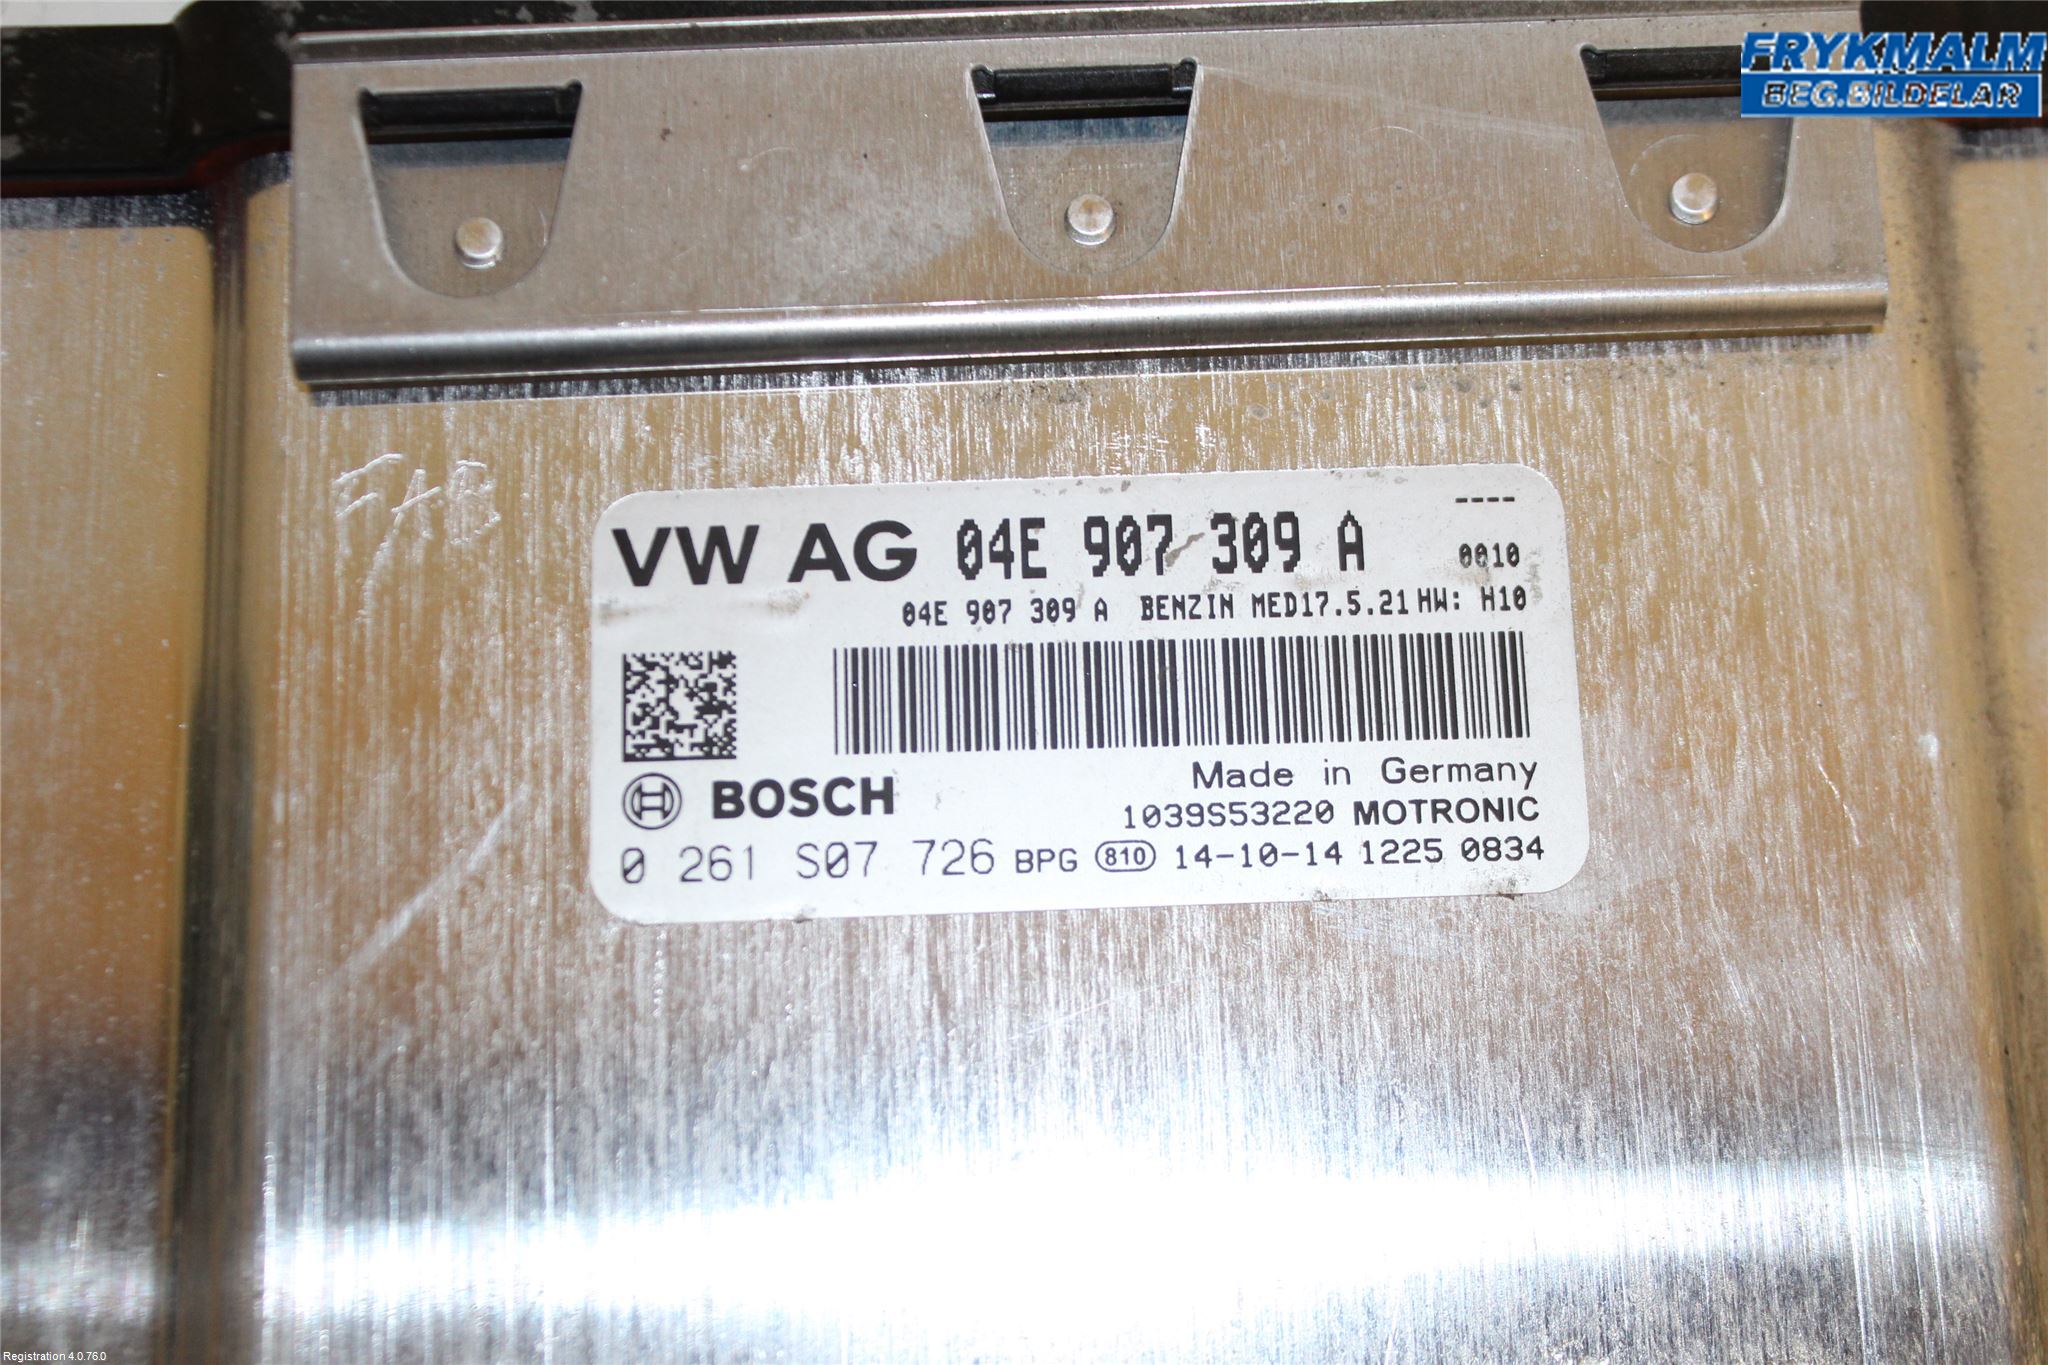 FRYKMALM
BEG.BILDELAR
FAB
----
VW AG 04E 907 309 A 0010
04E 907 309 A BENZIN MED17.5.21 HW: H10
Made in Germany
BOSCH 1039S53220 MOTRONIC
0 261 S07 726 BPG 810 14-10-14 1225 0834
Registration 4.0.76.0